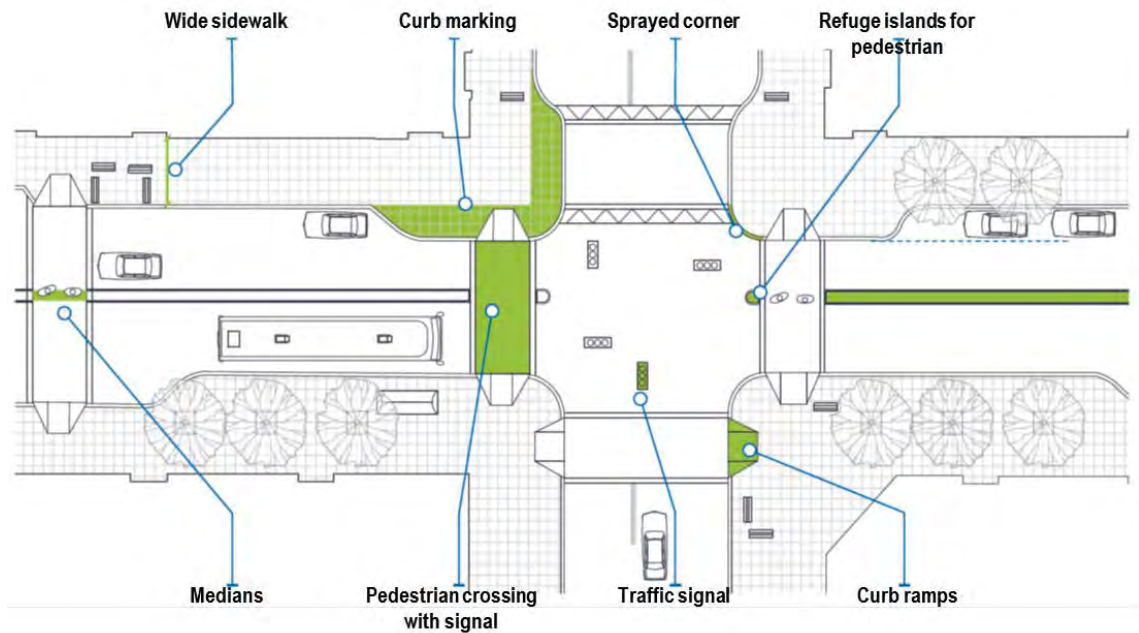 Wide sidewalk
Curb marking
Sprayed corner
Refuge islands for
pedestrian
Medians
Pedestrian crossing
with signal
Traffic signal
Curb ramps